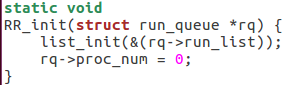 static void
RR_init(struct run_queue *rq) {
    list_init(&(rq->run_list));
    rq->proc_num = 0;
}